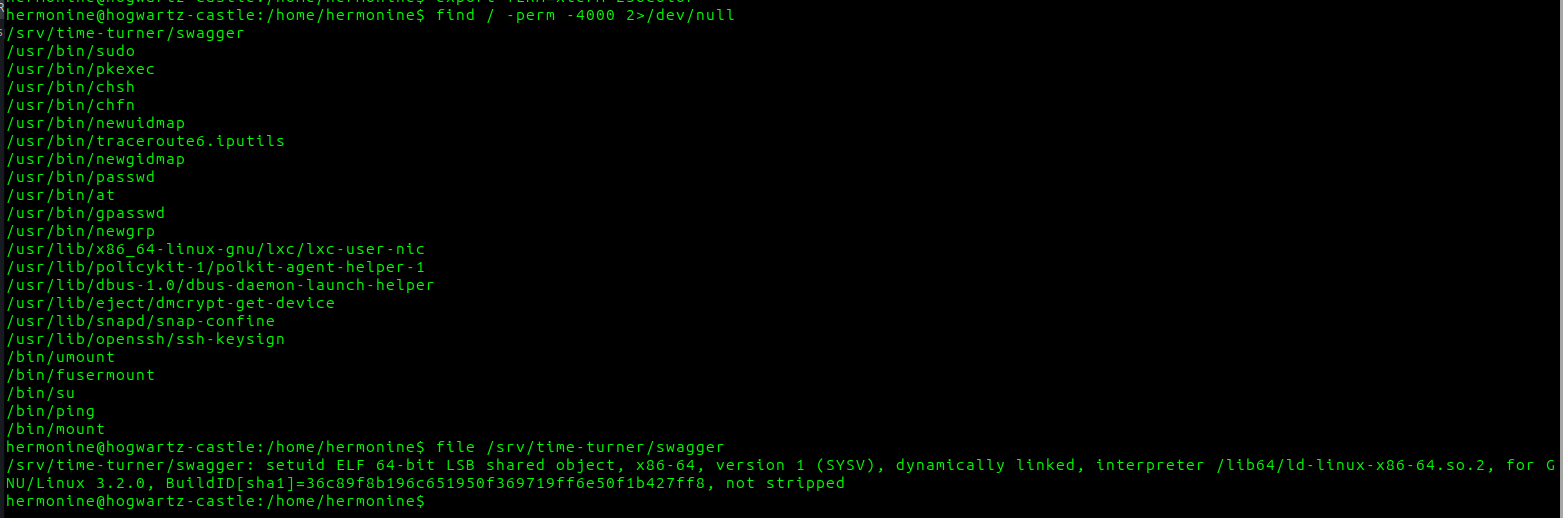 hermonine@hogwartz-castle:/home/hermonine$ find / -perm -4000 2>/dev/null
/srv/time-turner/swagger
/usr/bin/sudo
/usr/bin/pkexec
/usr/bin/chsh
/usr/bin/chfn
/usr/bin/newuidmap
/usr/bin/traceroute6.iputils
/usr/bin/newgidmap
/usr/bin/passwd
/usr/bin/at
/usr/bin/gpasswd
/usr/bin/newgrp
/usr/lib/x86_64-linux-gnu/lxc/lxc-user-nic
/usr/lib/policykit-1/polkit-agent-helper-1
/usr/lib/dbus-1.0/dbus-daemon-launch-helper
/usr/lib/eject/dmcrypt-get-device
/usr/lib/snapd/snap-confine
/usr/lib/openssh/ssh-keysign
/bin/umount
/bin/fusermount
/bin/su
/bin/ping
/bin/mount
hermonine@hogwartz-castle:/home/hermonine$ file /srv/time-turner/swagger
/srv/time-turner/swagger: setuid ELF 64-bit LSB shared object, x86-64, version 1 (SYSV), dynamically linked, interpreter /lib64/ld-linux-x86-64.so.2, for G
NU/Linux 3.2.0, BuildID[sha1]=36c89f8b196c651950f369719ff6e50f1b427ff8, not stripped
hermonine@hogwartz-castle:/home/hermonine$